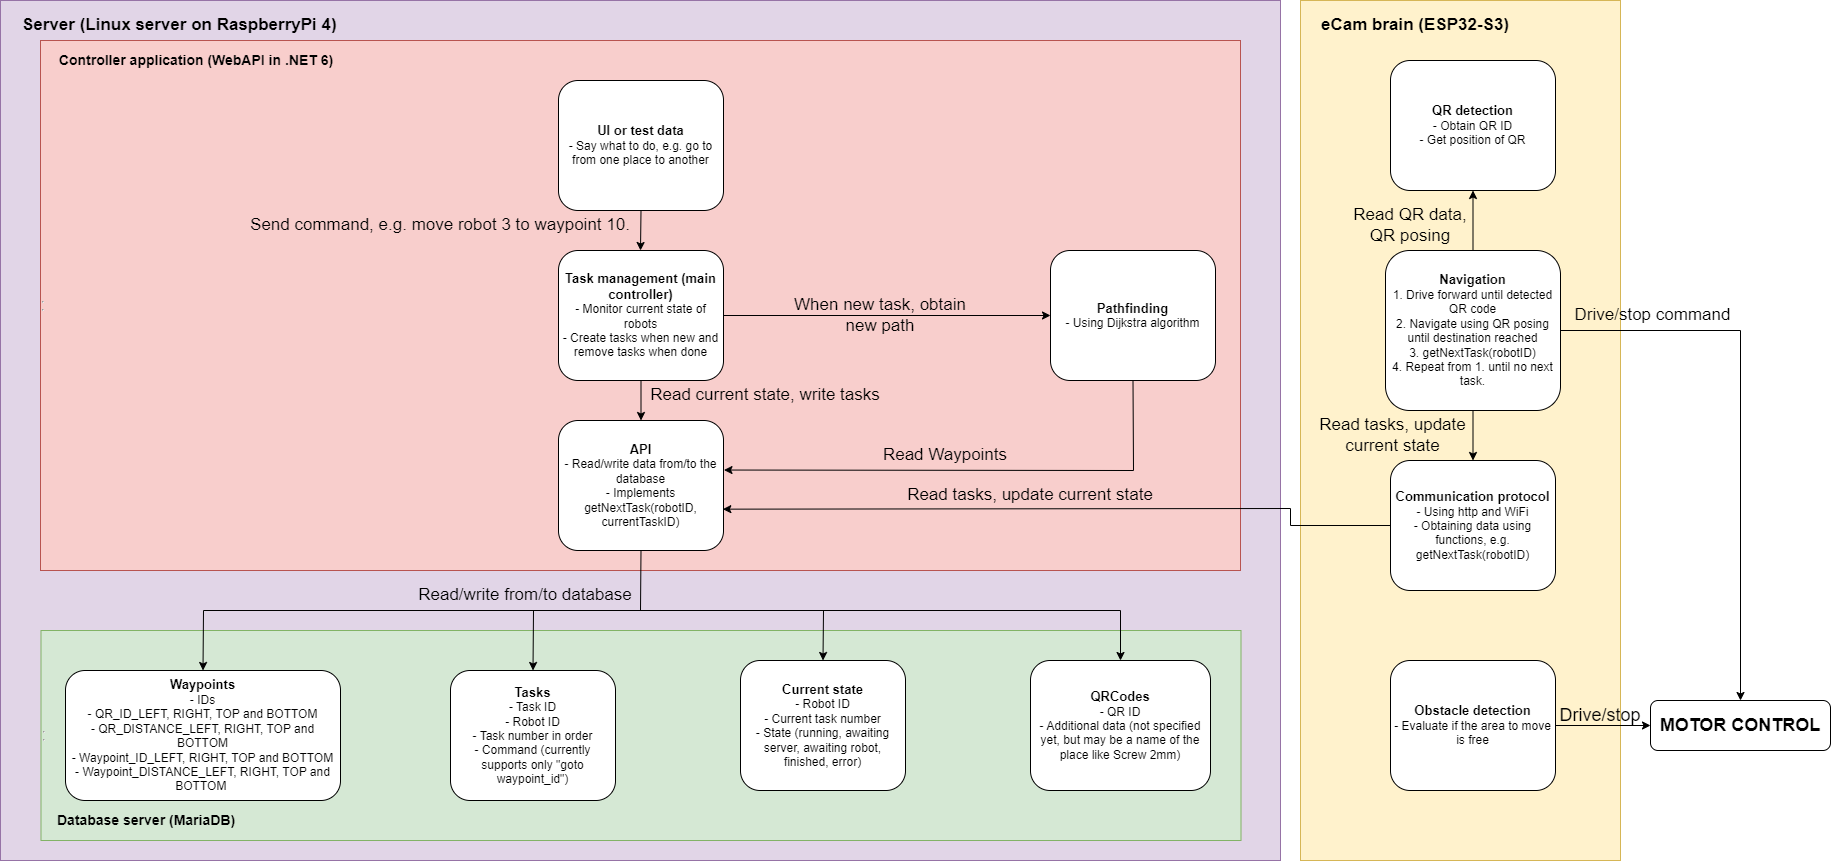 Server (Linux server on RaspberryPi 4)
Controller application (WebAPI in .NET 6)
UI or test data
- Say what to do, e.g. go to
from one place to another
Send command, e.g. move robot 3 to waypoint 10.
Task management (main
controller)
- Monitor current state of
robots
- Create tasks when new and
remove tasks when done
When new task, obtain
new path
Pathfinding
- Using Dijkstra algorithm
Read current state, write tasks
API
- Read/write data from/to the
database
- Implements
getNextTask(robotID,
currentTaskID)
Read Waypoints
Read tasks, update current state
Read/write from/to database
Waypoints
- IDs
- QR_ID_LEFT, RIGHT, TOP and BOTTOM
- QR_DISTANCE_LEFT, RIGHT, TOP and
BOTTOM
- Waypoint_ID_LEFT, RIGHT, TOP and BOTTOM
- Waypoint_DISTANCE_LEFT, RIGHT, TOP and
BOTTOM
Tasks
- Task ID
- Robot ID
- Task number in order
- Command (currently
supports only "goto
waypoint_id")
Current state
- Robot ID
- Current task number
- State (running, awaiting
server, awaiting robot,
finished, error)
QRCodes
- QR ID
- Additional data (not specified
yet, but may be a name of the
place like Screw 2mm)
Database server (MariaDB)
eCam brain (ESP32-S3)
QR detection
- Obtain QR ID
- Get position of QR
Read QR data,
QR posing
Navigation
1. Drive forward until detected
QR code
2. Navigate using QR posing
until destination reached
3. getNextTask(robotID)
4. Repeat from 1. until no next
task.
Drive/stop command
Read tasks, update
current state
Communication protocol
- Using http and WiFi
- Obtaining data using
functions, e.g.
getNextTask(robotID)
Obstacle detection
- Evaluate if the area to move
is free
Drive/stop
MOTOR CONTROL